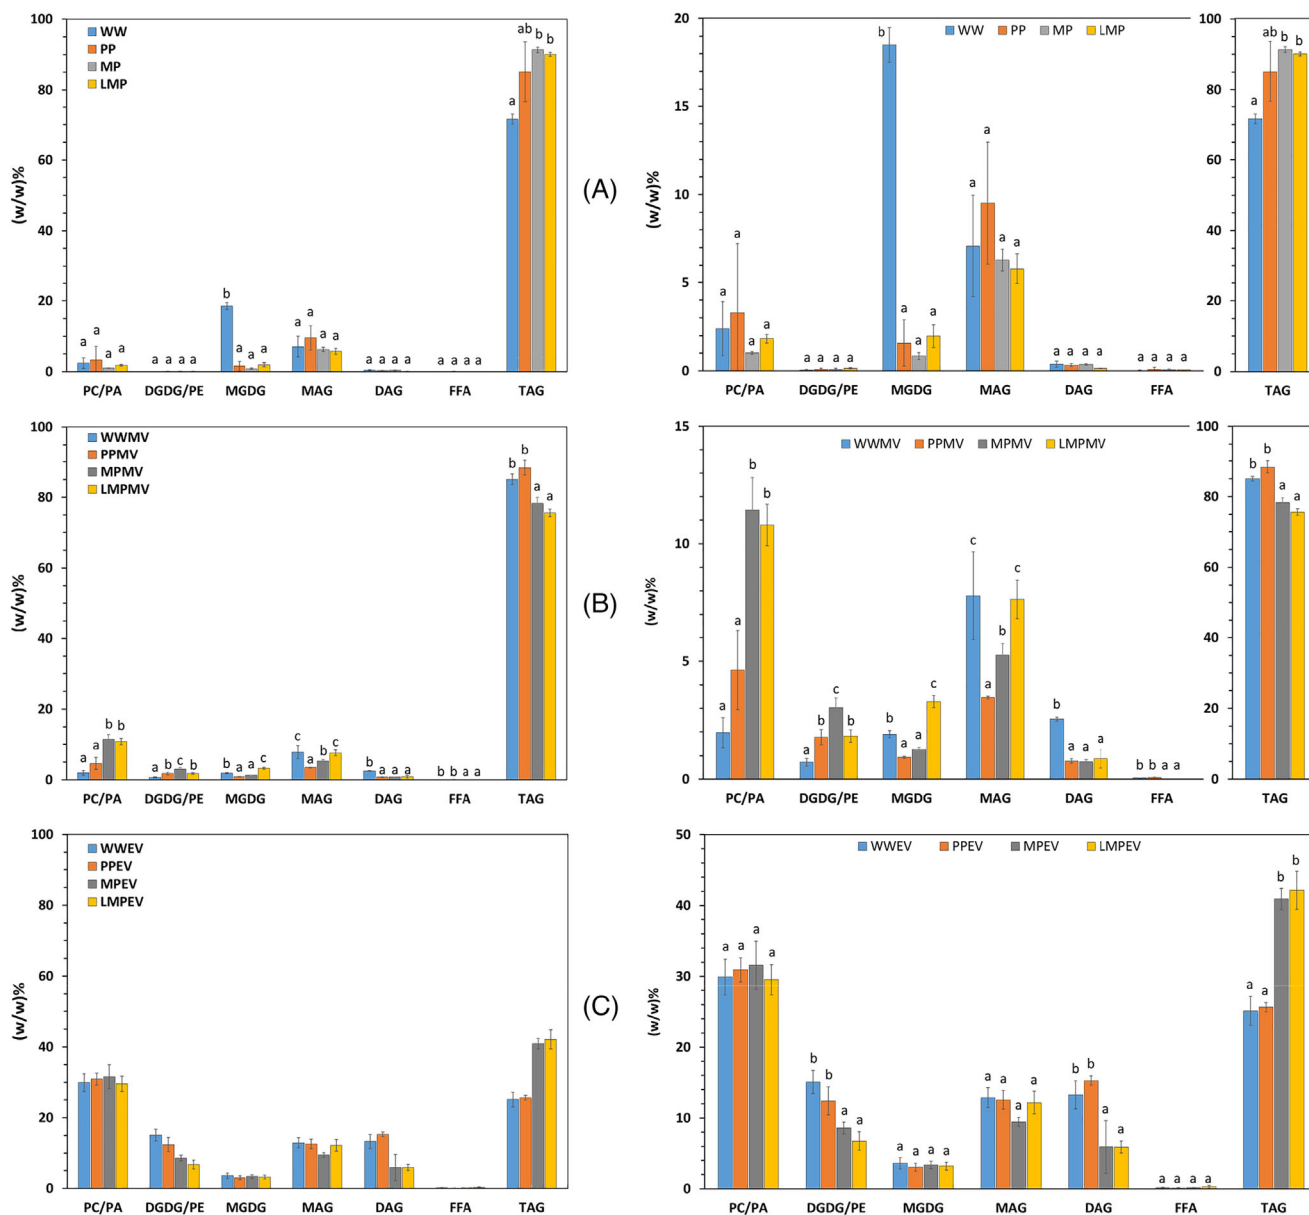 WW
PP
MP
LMP
ab b b
a
b
a a a a
a a a a
a a a
a a a a
a a a a
a a a a
100
80
60
40
20
0
(w/w)%
PC/PA DGDG/PE MGDG MAG DAG FFA TAG
(A)
WW PP MP LMP
b
a
a
a a
a
a a
a a
a
a
a a a a
a a a a
a a a a
20
15
10
5
0
PC/PA DGDG/PE MGDG MAG DAG FFA
ab b b
a
100
80
60
40
20
0
TAG
WWMV
PPMV
MPMV
LMPMV
b b
a a
a a b b
a b c b
b a a c
c a b c
b a a a
b b a a
100
80
60
40
20
0
(w/w)%
PC/PA DGDG/PE MGDG MAG DAG FFA TAG
(B)
WWMV PPMV MPMV LMPMV
a a b b
a b c b
b a a c
c a b c
b a a a
b b a a
15
10
5
0
(w/w)%
PC/PA DGDG/PE MGDG MAG DAG FFA
b b
a a
100
80
60
40
20
0
TAG
WWEV
PPEV
MPEV
LMPEV
100
80
60
40
20
0
(w/w)%
PC/PA DGDG/PE MGDG MAG DAG FFA TAG
(C)
WWEV PPEV MPEV LMPEV
a a a a
b b a a
a a a a
a a a a
b b a a
a a a a
a a b b
50
40
30
20
10
0
(w/w)%
PC/PA DGDG/PE MGDG MAG DAG FFA TAG